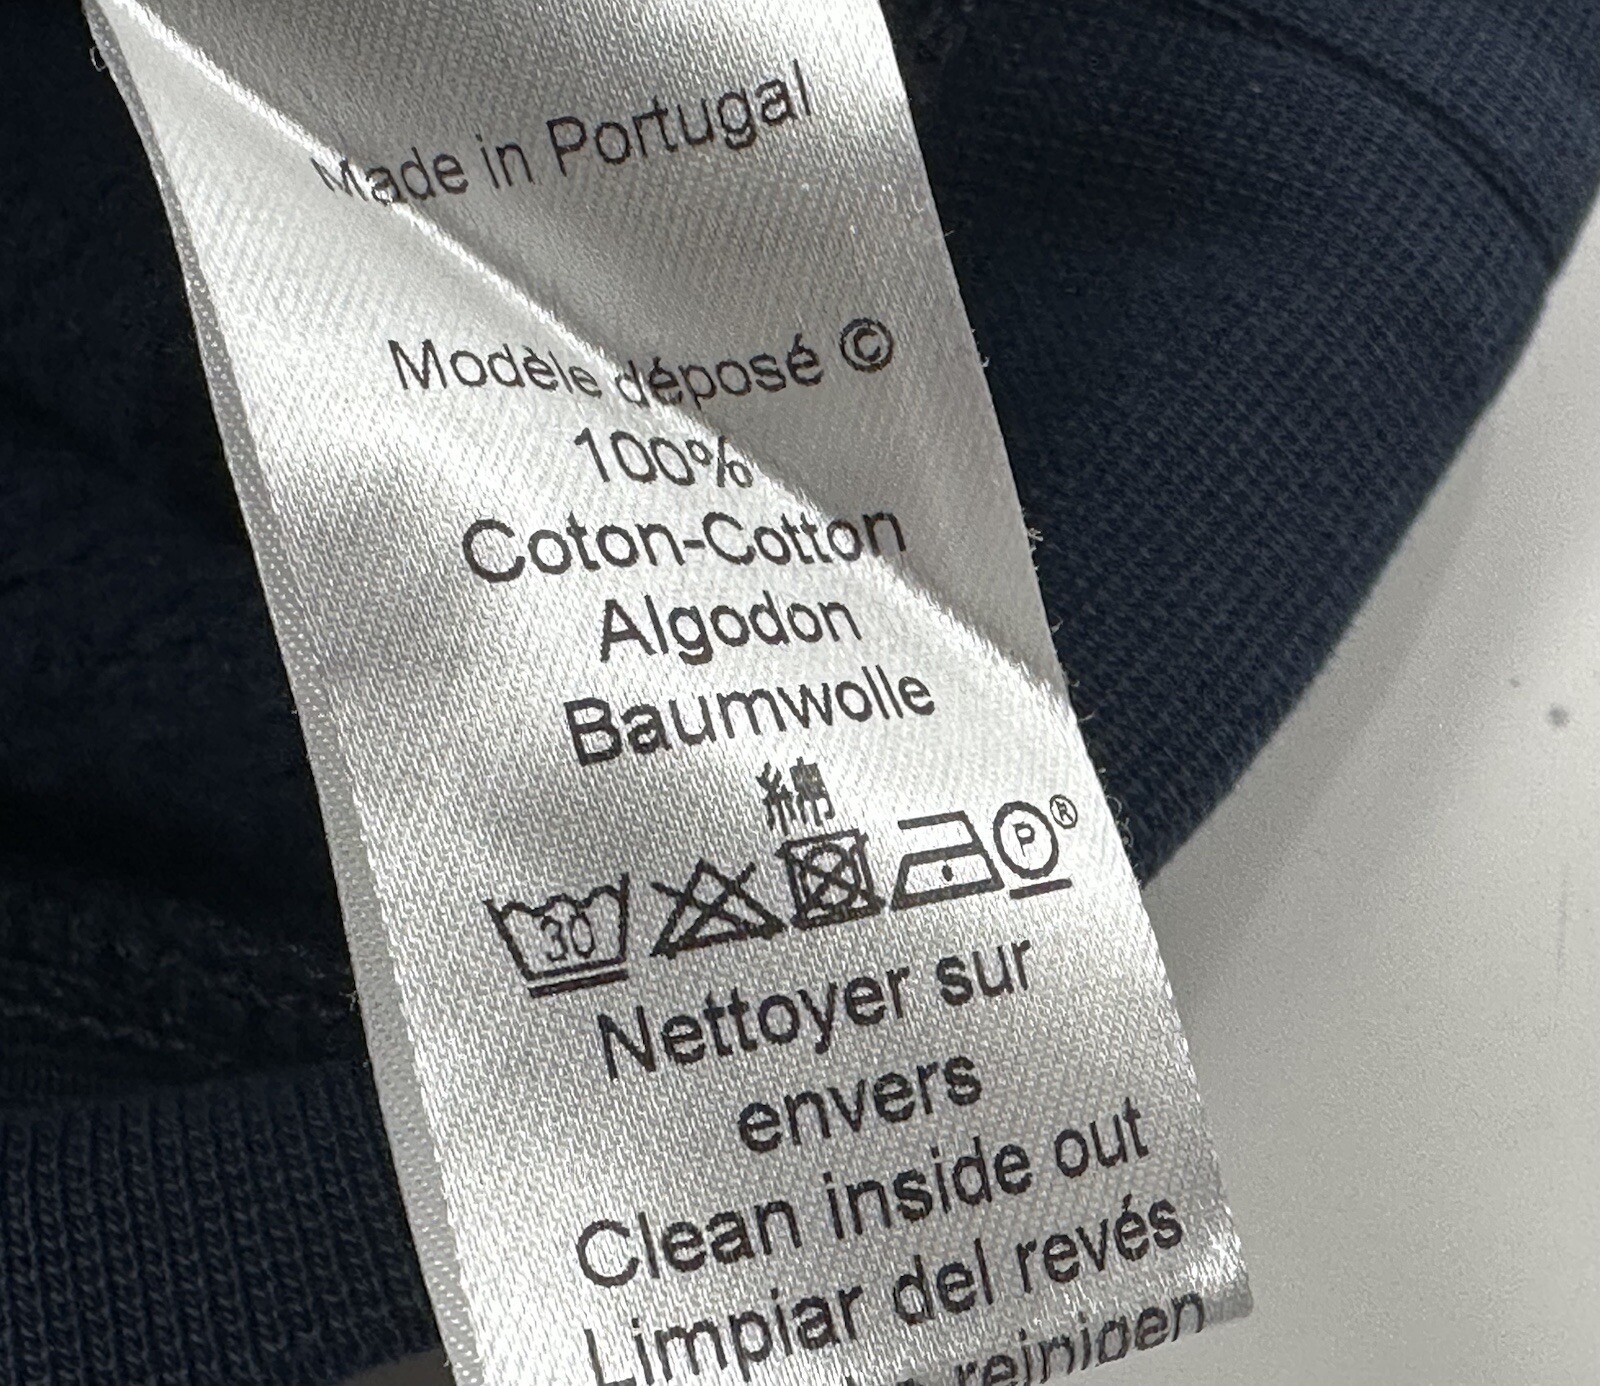 Made in Portugal
Modèle déposé ©
100%
Coton-Cotton
Algodon
Baumwolle
綿
30 P ®
Nettoyer sur
envers
Clean inside out
Limpiar del revés
reinigen